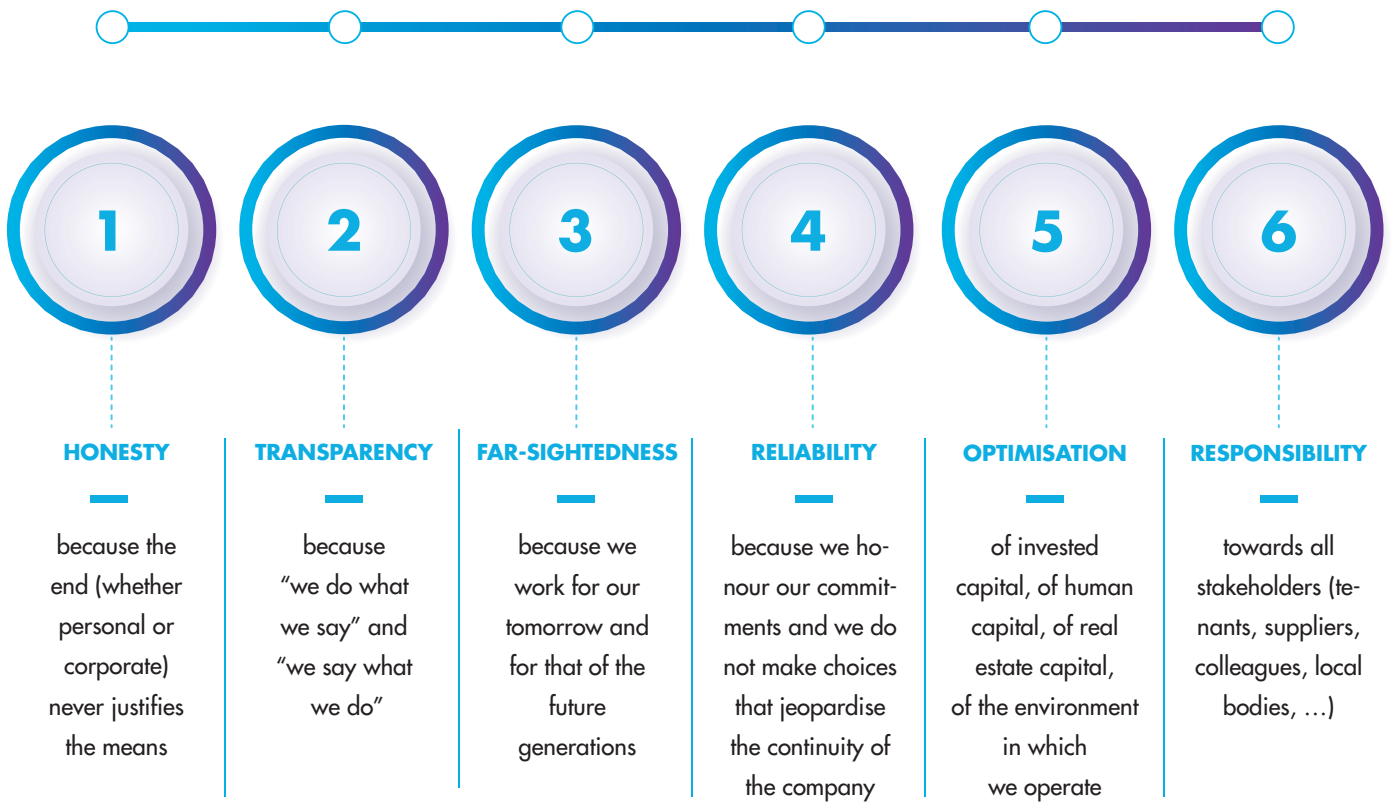 1
2
3
4
5
6
HONESTY
because the
end (whether
personal or
corporate)
never justifies
the means
TRANSPARENCY
because
“we do what
we say” and
“we say what
we do”
FAR-SIGHTEDNESS
because we
work for our
tomorrow and
for that of the
future
generations
RELIABILITY
because we ho-
nour our commit-
ments and we do
not make choices
that jeopardise
the continuity of
the company
OPTIMISATION
of invested
capital, of human
capital, of real
estate capital,
of the environment
in which
we operate
RESPONSIBILITY
towards all
stakeholders (te-
nants, suppliers,
colleagues, local
bodies, …)